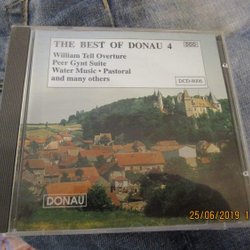 THE BEST OF DONAU 4
DDD
William Tell Overture
Peer Gynt Suite
Water Music • Pastoral
and many others
DCD-8006
DONAU
25/06/2019 1